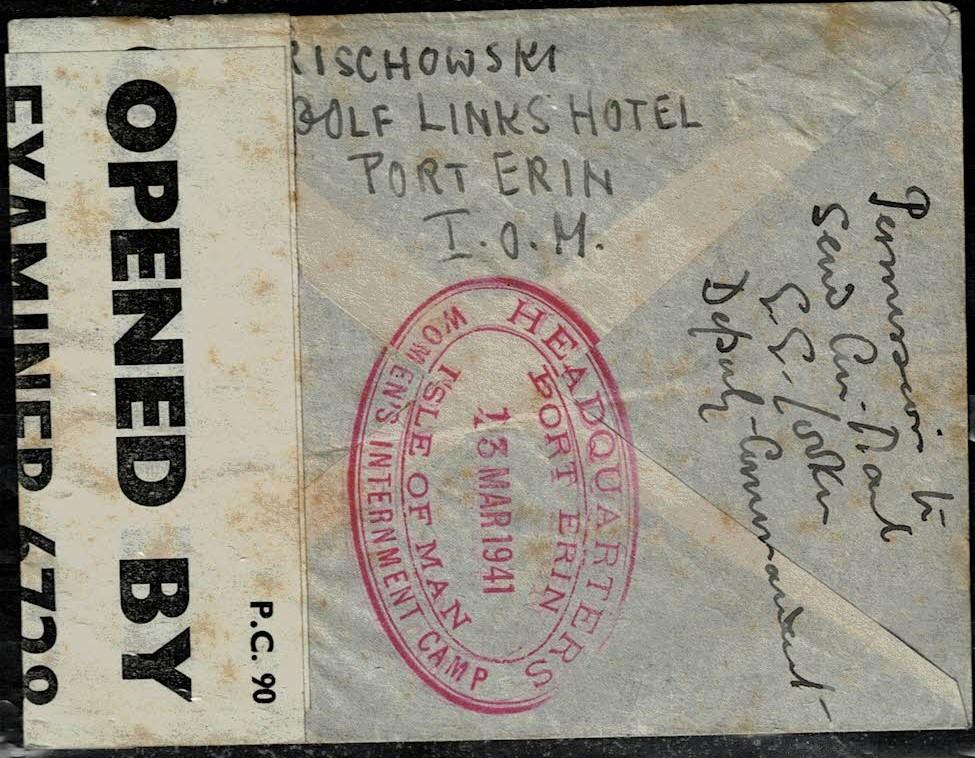 RISCHOWSKI
GOLF LINKS HOTEL
PORT ERIN
I.O.M.
P.C. 90
OPENED BY
EXAMINER 6728
HEADQUARTERS
PORT ERIN
13 MAR 1941
ISLE OF MAN
WOMEN'S INTERNMENT CAMP
Permission to
send Air Mail
Deputy-Commandant